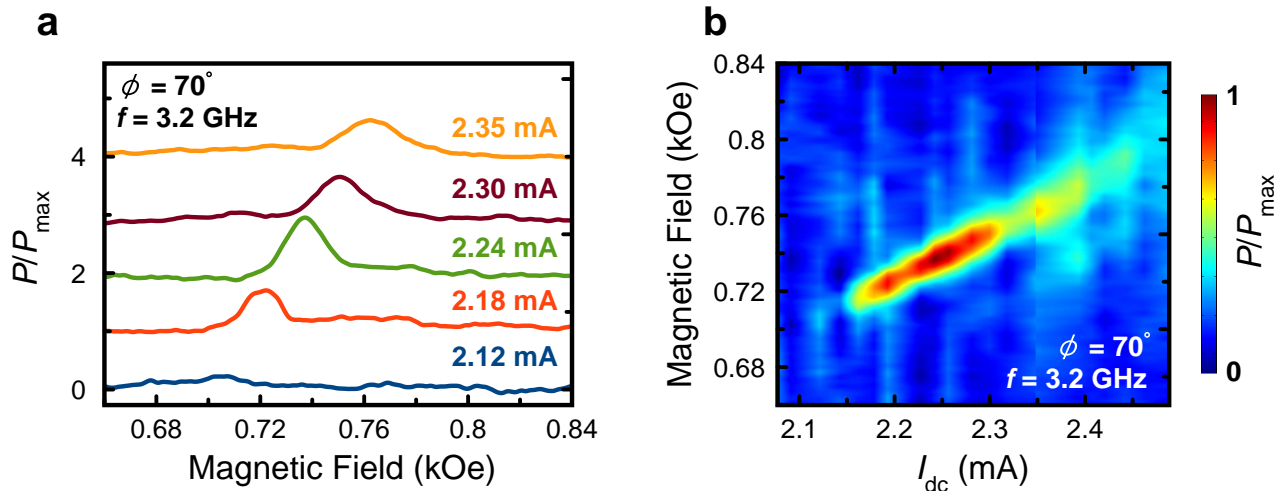 a
ϕ = 70°
f = 3.2 GHz
2.35 mA
2.30 mA
2.24 mA
2.18 mA
2.12 mA
4
2
0
P/Pmax
0.68
0.72
0.76
0.8
0.84
Magnetic Field (kOe)
b
0.84
0.8
0.76
0.72
0.68
Magnetic Field (kOe)
ϕ = 70°
f = 3.2 GHz
2.1
2.2
2.3
2.4
Idc (mA)
1
0
P/Pmax